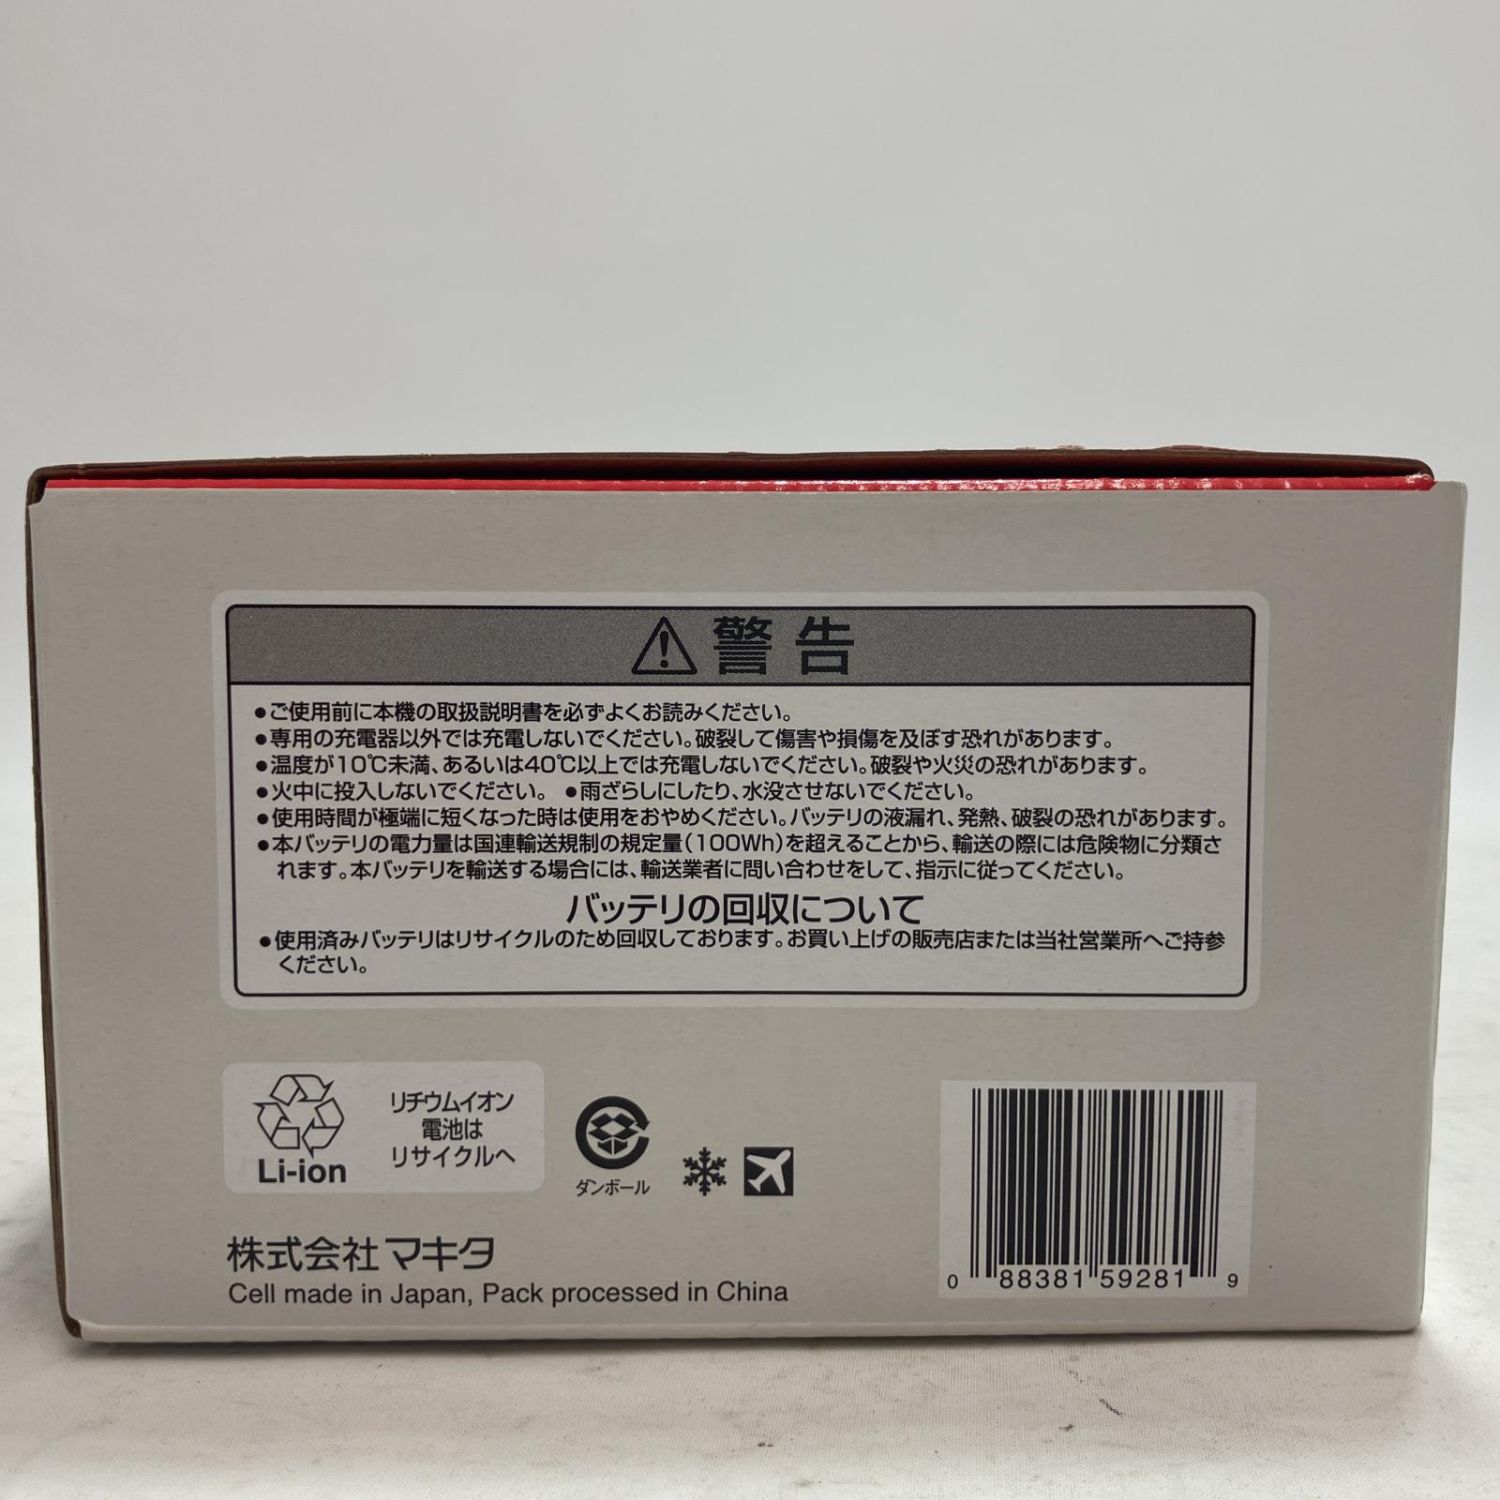 警告
●ご使用前に本機の取扱説明書を必ずよくお読みください。
●専用の充電器以外では充電しないでください。破裂して傷害や損傷を及ぼす恐れがあります。
●温度が10℃未満、あるいは40℃以上では充電しないでください。破裂や火災の恐れがあります。
●火中に投入しないでください。 ●雨ざらしにしたり、水没させないでください。
●使用時間が極端に短くなった時は使用をおやめください。バッテリの液漏れ、発熱、破裂の恐れがあります。
●本バッテリの電力量は国連輸送規制の規定量(100Wh)を超えることから、輸送の際には危険物に分類さ
れます。本バッテリを輸送する場合には、輸送業者に問い合わせをして、指示に従ってください。
バッテリの回収について
●使用済みバッテリはリサイクルのため回収しております。お買い上げの販売店または当社営業所へご持参
ください。
リチウムイオン
電池は
リサイクルへ
Li-ion
ダンボール
株式会社マキタ
Cell made in Japan, Pack processed in China
0 88381 59281 9